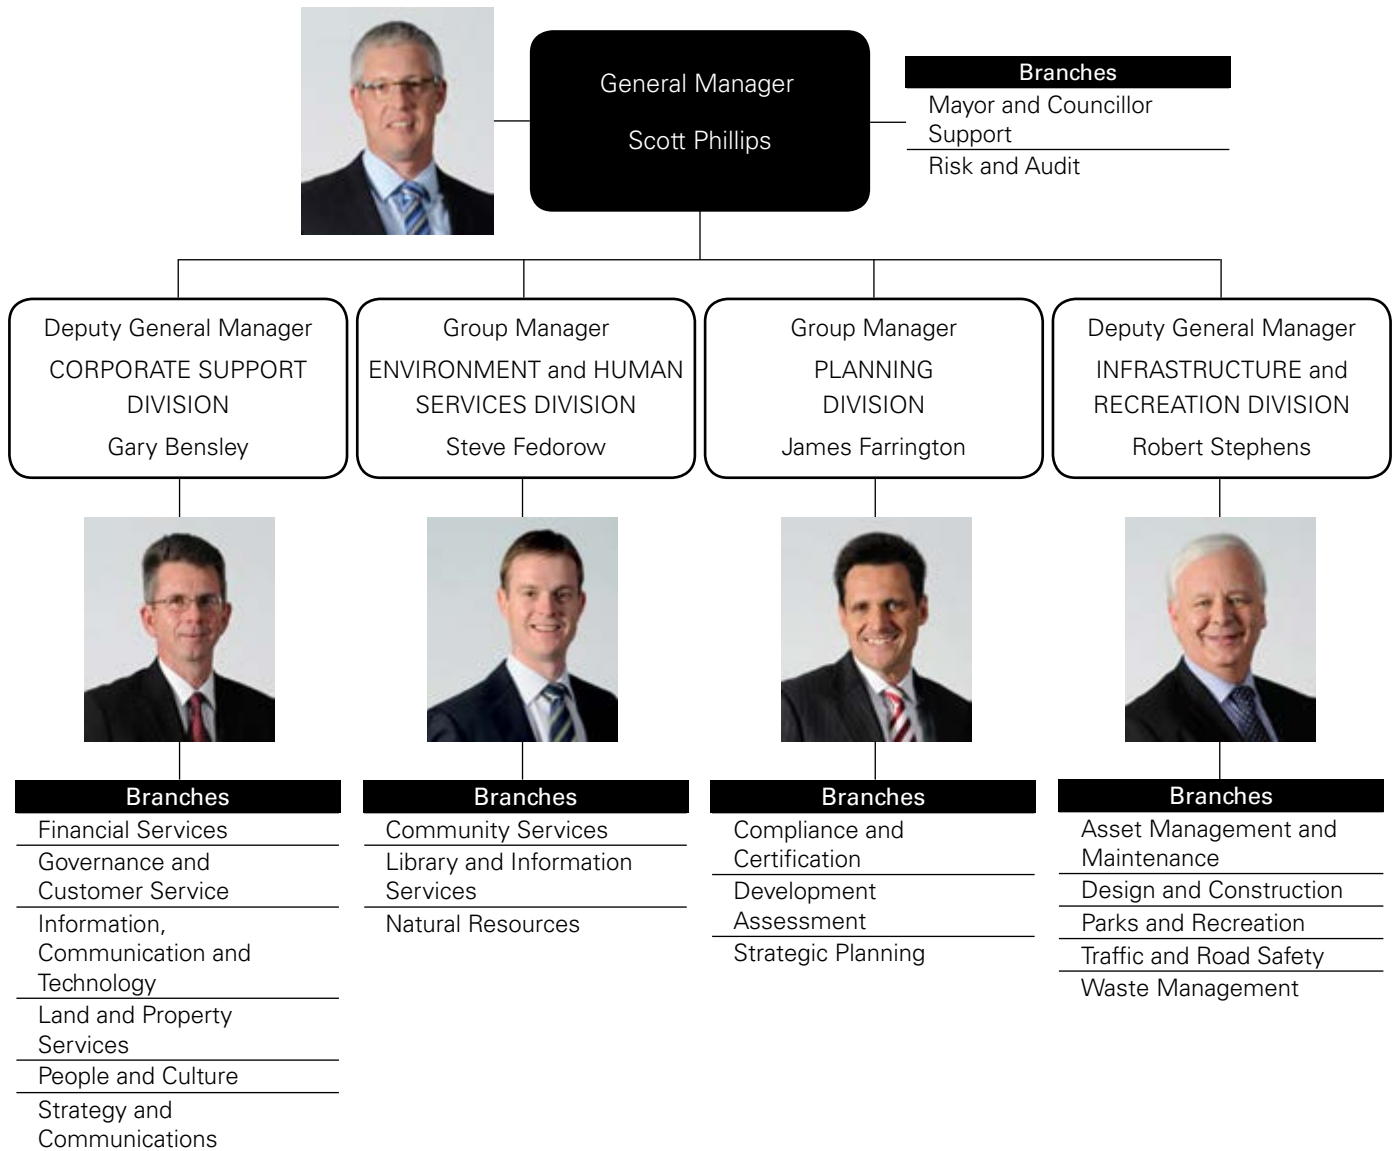 General Manager
Scott Phillips
Branches
Mayor and Councillor
Support
Risk and Audit
Deputy General Manager
CORPORATE SUPPORT
DIVISION
Gary Bensley
Group Manager
ENVIRONMENT and HUMAN
SERVICES DIVISION
Steve Fedorow
Group Manager
PLANNING
DIVISION
James Farrington
Deputy General Manager
INFRASTRUCTURE and
RECREATION DIVISION
Robert Stephens
Branches
Financial Services
Governance and
Customer Service
Information,
Communication and
Technology
Land and Property
Services
People and Culture
Strategy and
Communications
Branches
Community Services
Library and Information
Services
Natural Resources
Branches
Compliance and
Certification
Development
Assessment
Strategic Planning
Branches
Asset Management and
Maintenance
Design and Construction
Parks and Recreation
Traffic and Road Safety
Waste Management